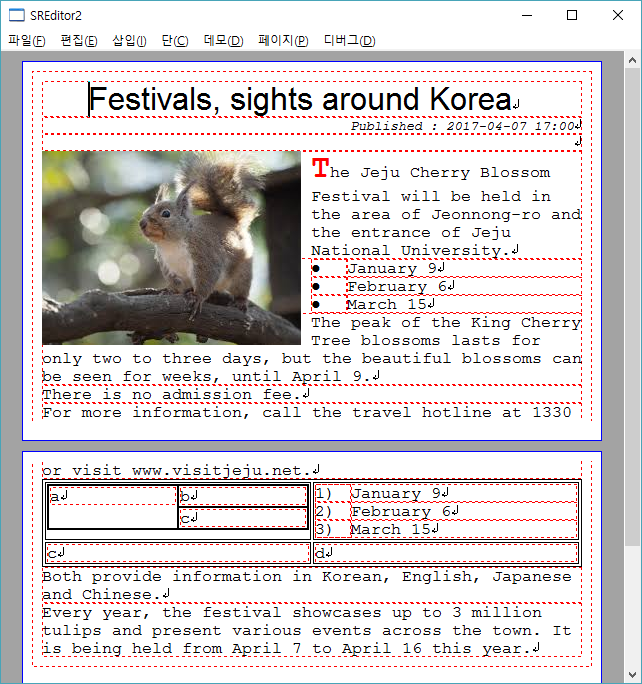 SREditor2
파일(F) 편집(E) 삽입(I) 단(C) 데모(D) 페이지(P) 디버그(D)
Festivals, sights around Korea
Published : 2017-04-07 17:00
The Jeju Cherry Blossom
Festival will be held in
the area of Jeonnong-ro and
the entrance of Jeju
National University.
● January 9
● February 6
● March 15
The peak of the King Cherry
Tree blossoms lasts for
only two to three days, but the beautiful blossoms can
be seen for weeks, until April 9.
There is no admission fee.
For more information, call the travel hotline at 1330
or visit www.visitjeju.net.
a
b
c
1) January 9
2) February 6
3) March 15
c
d
Both provide information in Korean, English, Japanese
and Chinese.
Every year, the festival showcases up to 3 million
tulips and present various events across the town. It
is being held from April 7 to April 16 this year.